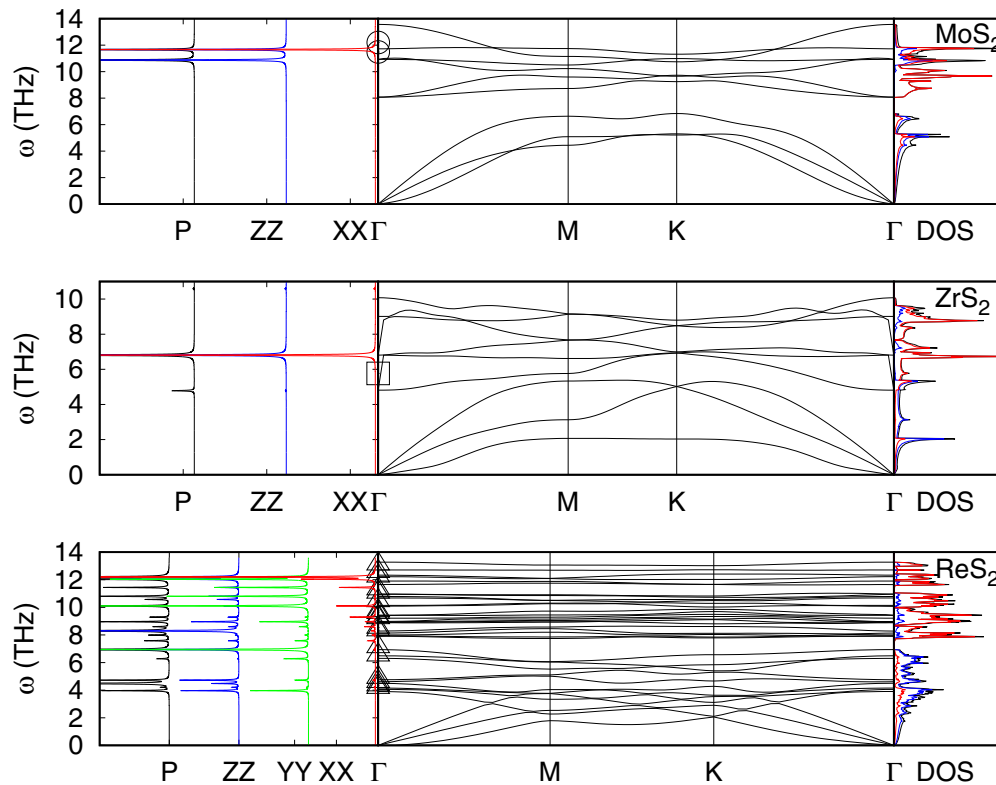 14
12
10
8
6
4
2
0
ω (THz)
MoS2
P ZZ XX Γ M K Γ DOS
10
8
6
4
2
0
ω (THz)
ZrS2
P ZZ XX Γ M K Γ DOS
14
12
10
8
6
4
2
0
ω (THz)
ReS2
P ZZ YY XX Γ M K Γ DOS